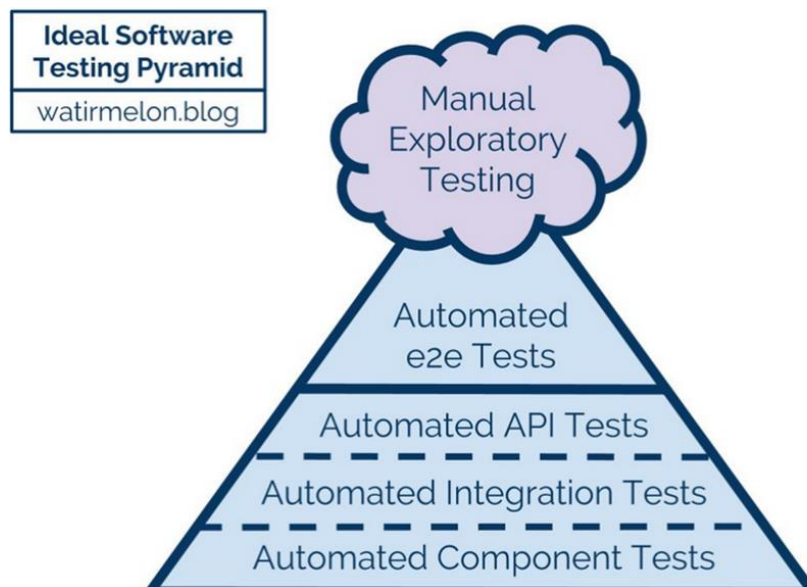 Ideal Software
Testing Pyramid
watirmelon.blog
Manual
Exploratory
Testing
Automated
e2e Tests
Automated API Tests
Automated Integration Tests
Automated Component Tests